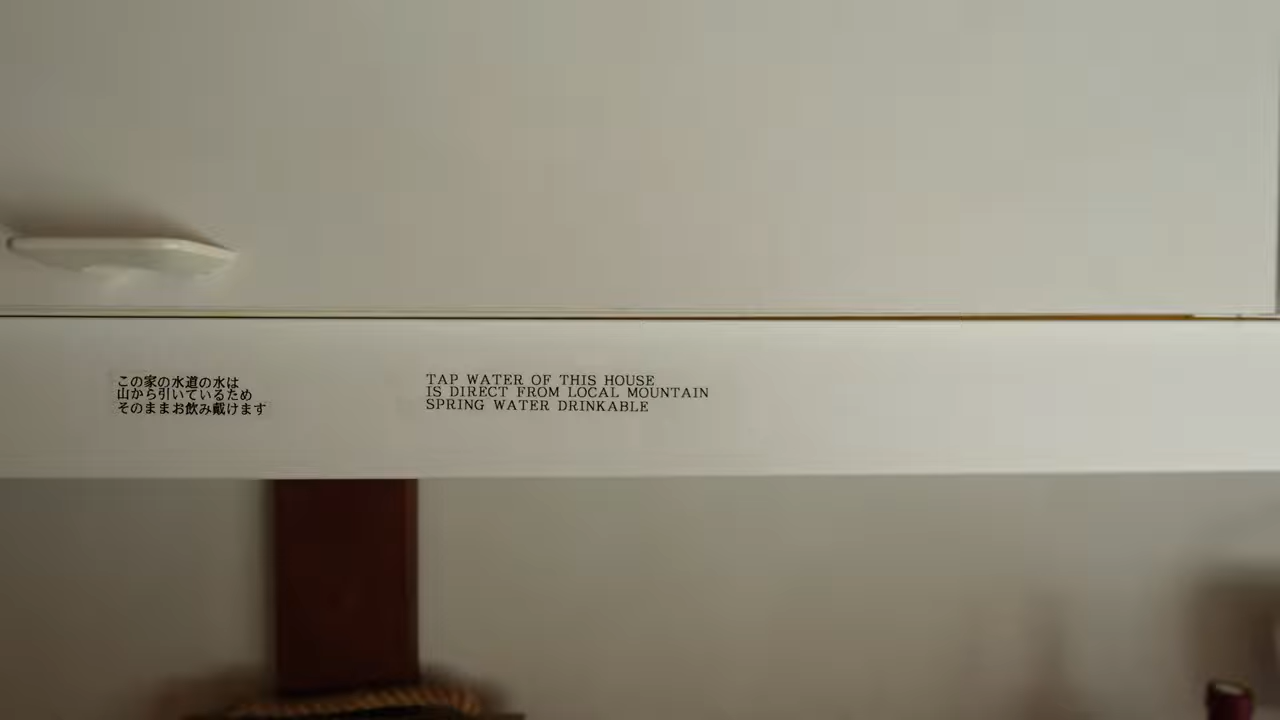 この家の水道の水は
山から引いているため
そのままお飲み戴けます
TAP WATER OF THIS HOUSE
IS DIRECT FROM LOCAL MOUNTAIN
SPRING WATER DRINKABLE